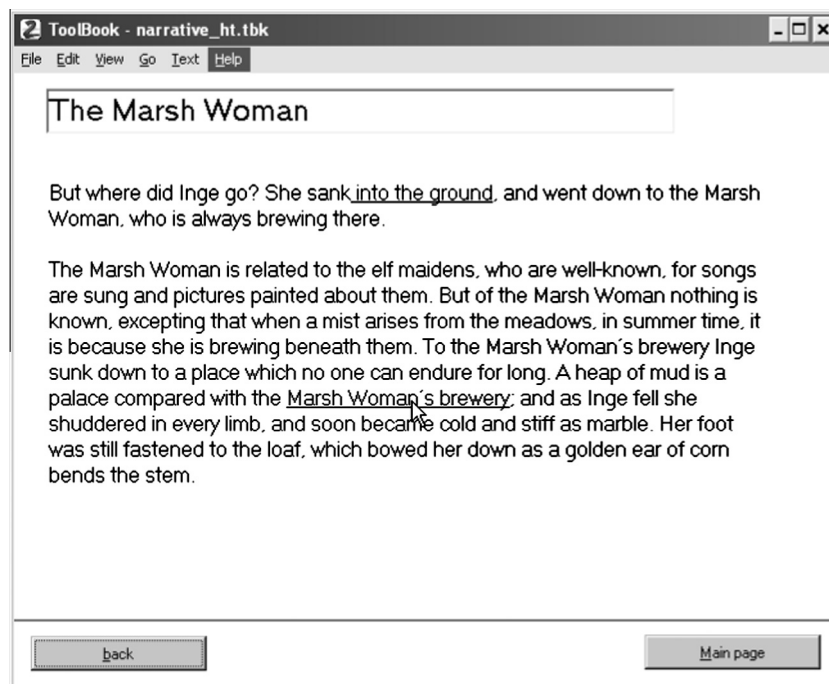 ToolBook - narrative_ht.tbk
File Edit View Go Text Help
The Marsh Woman
But where did Inge go? She sank into the ground, and went down to the Marsh
Woman, who is always brewing there.
The Marsh Woman is related to the elf maidens, who are well-known, for songs
are sung and pictures painted about them. But of the Marsh Woman nothing is
known, excepting that when a mist arises from the meadows, in summer time, it
is because she is brewing beneath them. To the Marsh Woman´s brewery Inge
sunk down to a place which no one can endure for long. A heap of mud is a
palace compared with the Marsh Woman´s brewery; and as Inge fell she
shuddered in every limb, and soon became cold and stiff as marble. Her foot
was still fastened to the loaf, which bowed her down as a golden ear of corn
bends the stem.
back Main page